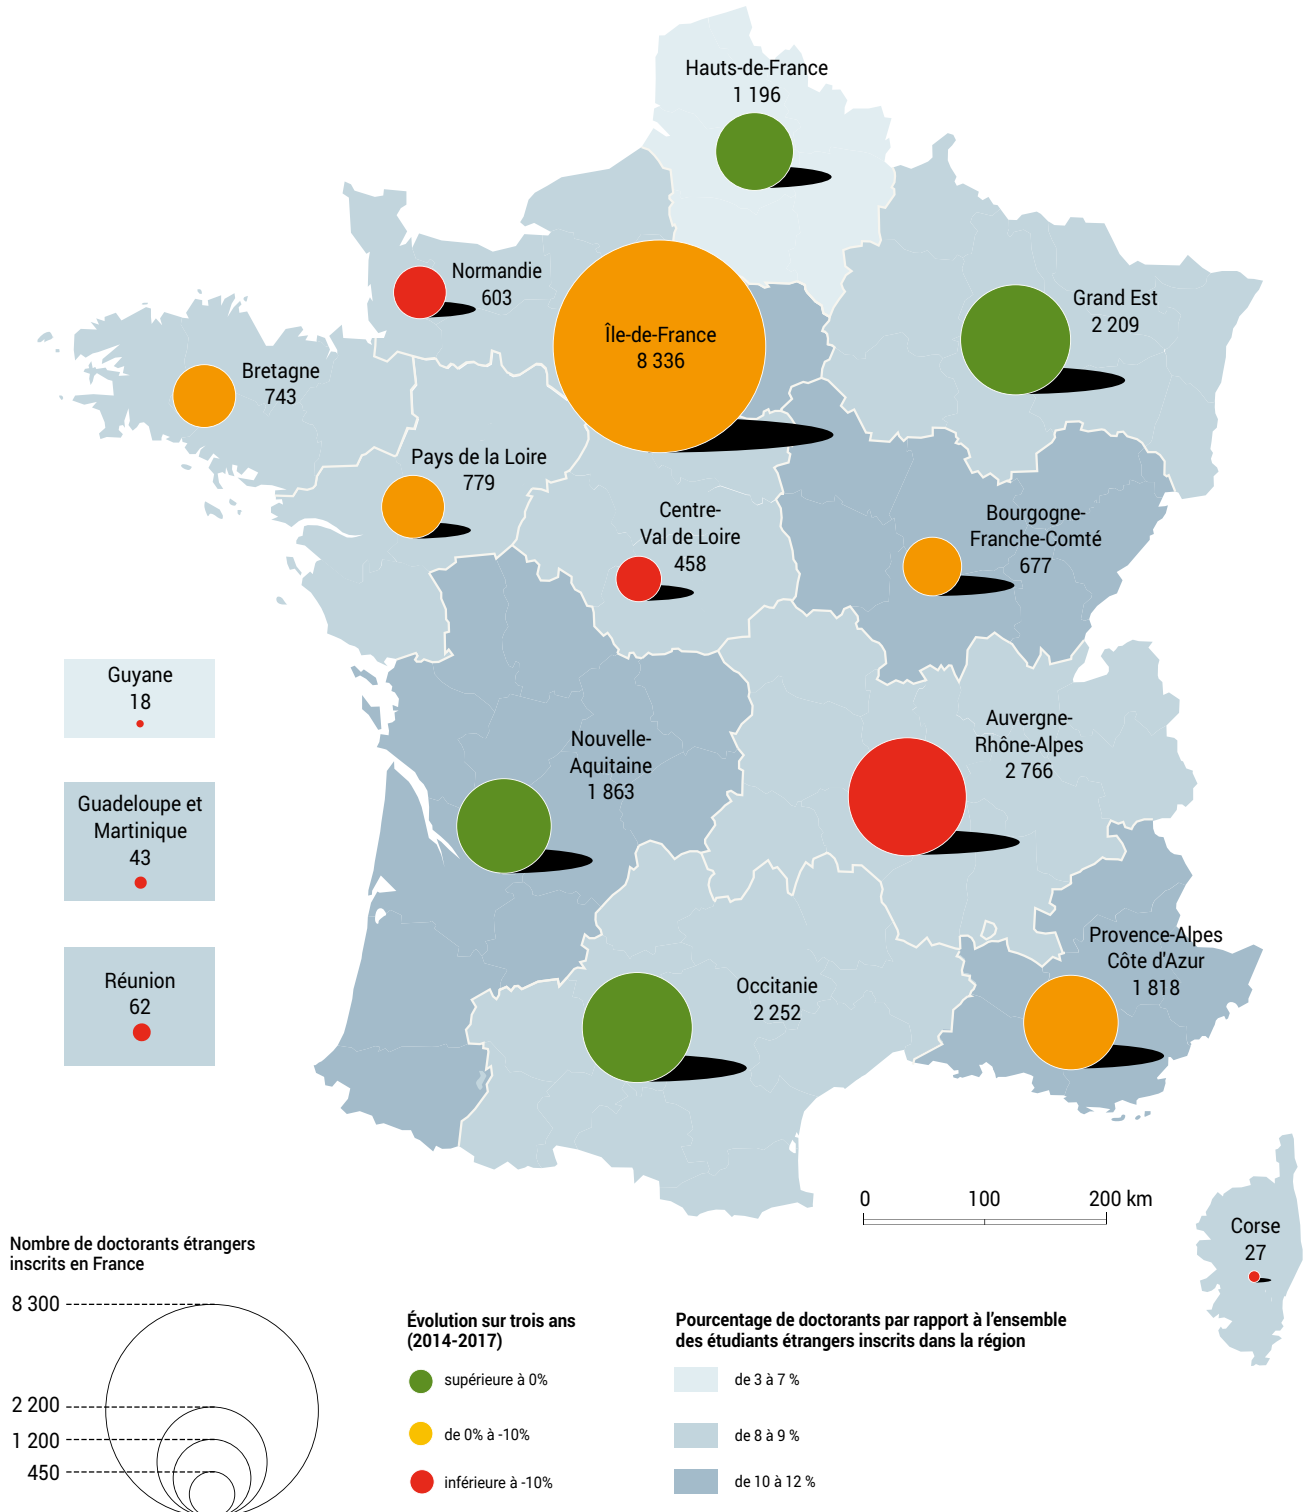 Hauts-de-France
1 196
Normandie
603
Île-de-France
8 336
Grand Est
2 209
Bretagne
743
Pays de la Loire
779
Centre-
Val de Loire
458
Bourgogne-
Franche-Comté
677
Guyane
18
Guadeloupe et
Martinique
43
Réunion
62
Nouvelle-
Aquitaine
1 863
Auvergne-
Rhône-Alpes
2 766
Provence-Alpes
Côte d'Azur
1 818
Occitanie
2 252
0 100 200 km
Corse
27
Nombre de doctorants étrangers
inscrits en France
8 300
2 200
1 200
450
Évolution sur trois ans
(2014-2017)
supérieure à 0%
de 0% à -10%
inférieure à -10%
Pourcentage de doctorants par rapport à l’ensemble
des étudiants étrangers inscrits dans la région
de 3 à 7 %
de 8 à 9 %
de 10 à 12 %